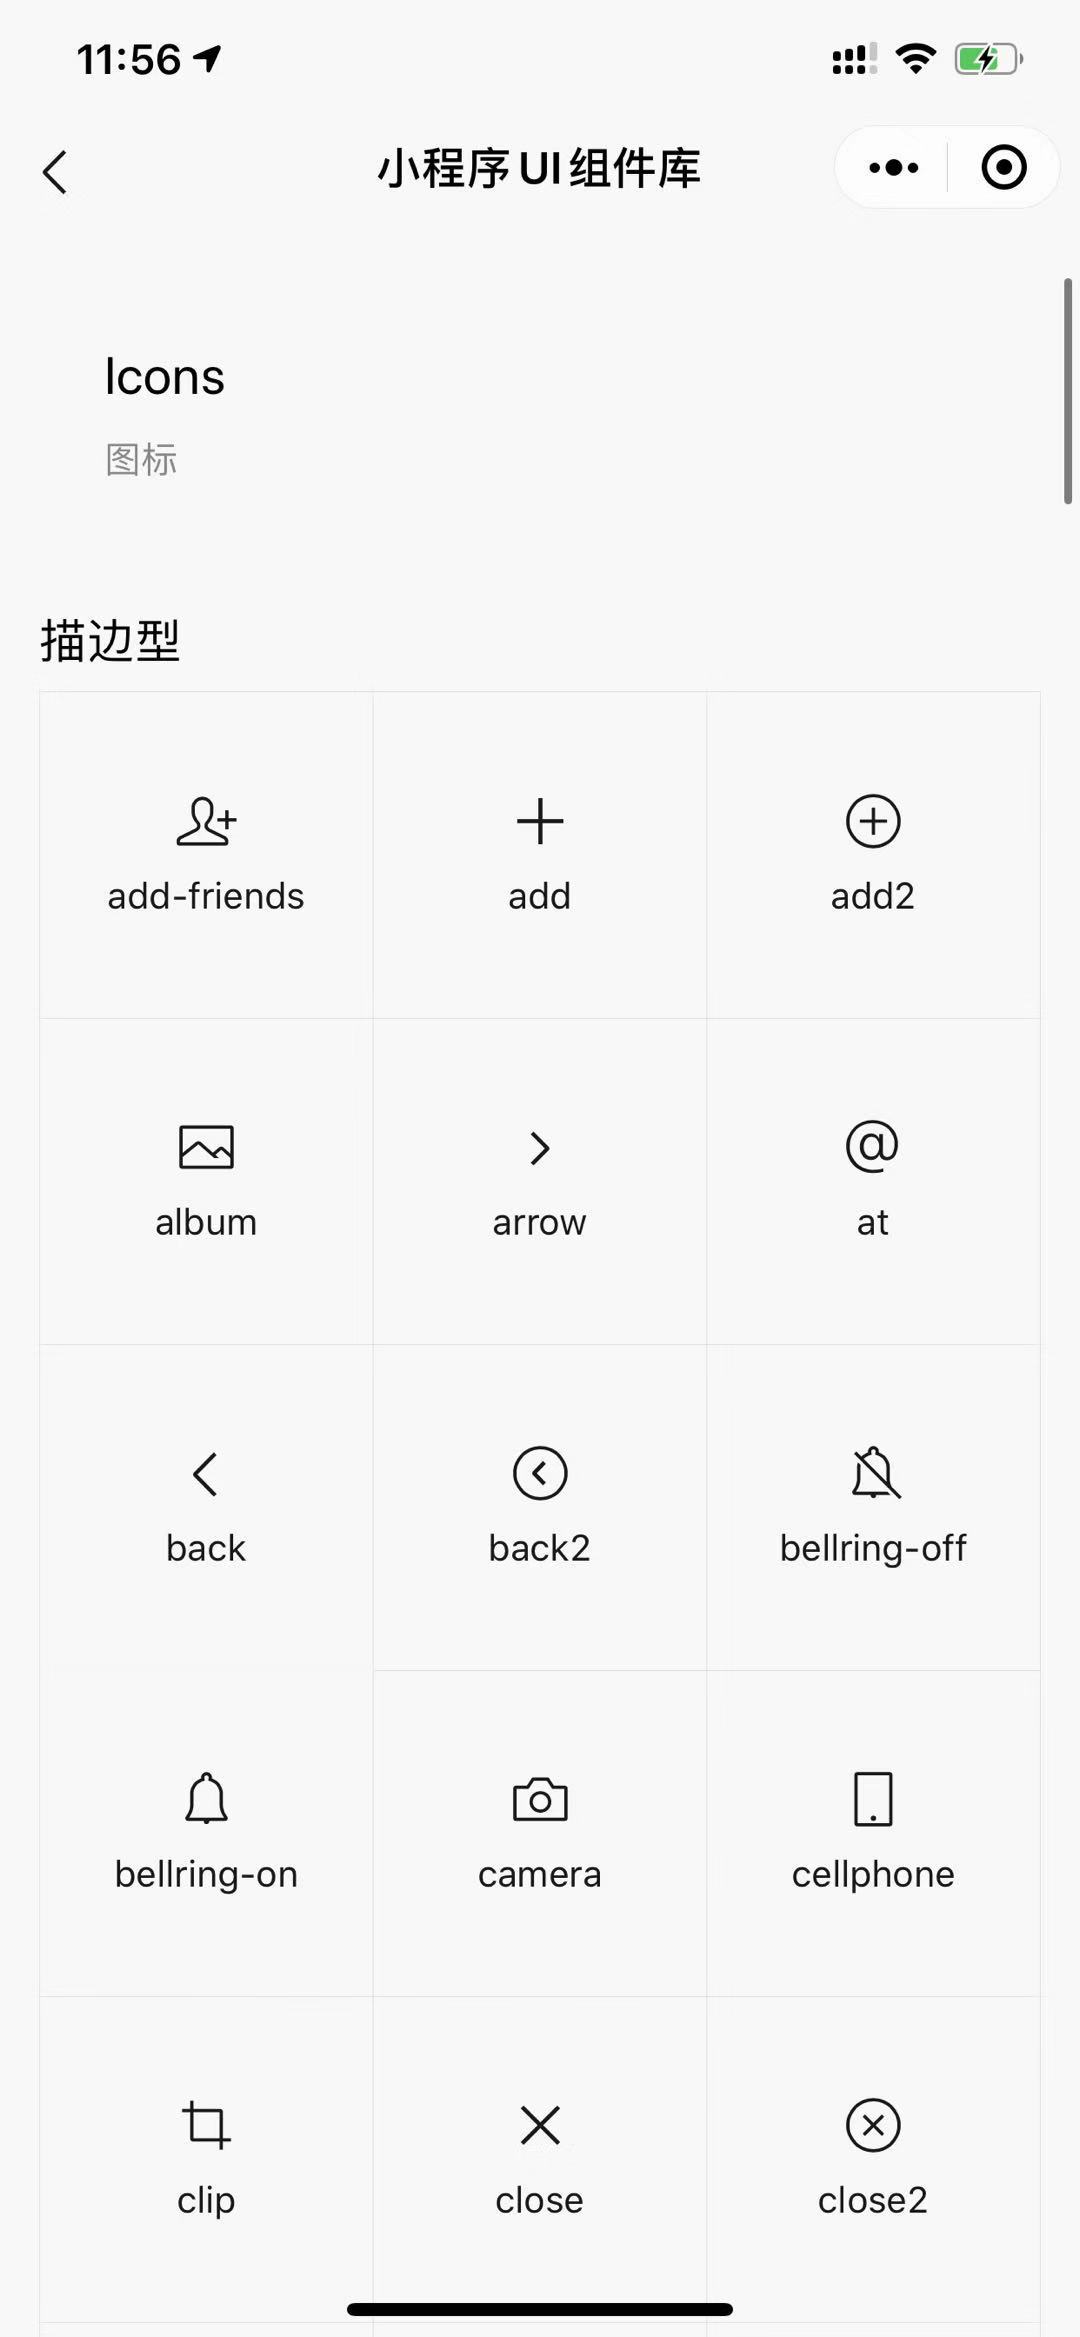 11:56
小程序UI组件库
Icons
图标
描边型
add-friends
add
add2
album
arrow
at
back
back2
bellring-off
bellring-on
camera
cellphone
clip
close
close2